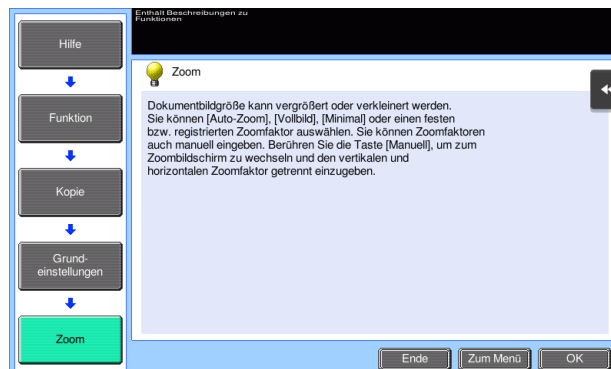 Enthält Beschreibungen zu
Funktionen
Hilfe
Funktion
Kopie
Grund-
einstellungen
Zoom
Zoom
Dokumentbildgröße kann vergrößert oder verkleinert werden.
Sie können [Auto-Zoom], [Vollbild], [Minimal] oder einen festen
bzw. registrierten Zoomfaktor auswählen. Sie können Zoomfaktoren
auch manuell eingeben. Berühren Sie die Taste [Manuell], um zum
Zoombildschirm zu wechseln und den vertikalen und
horizontalen Zoomfaktor getrennt einzugeben.
Ende
Zum Menü
OK